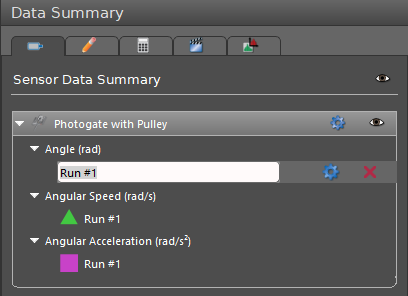 Data Summary
Sensor Data Summary
Photogate with Pulley
Angle (rad)
Run #1
Angular Speed (rad/s)
Run #1
Angular Acceleration (rad/s²)
Run #1